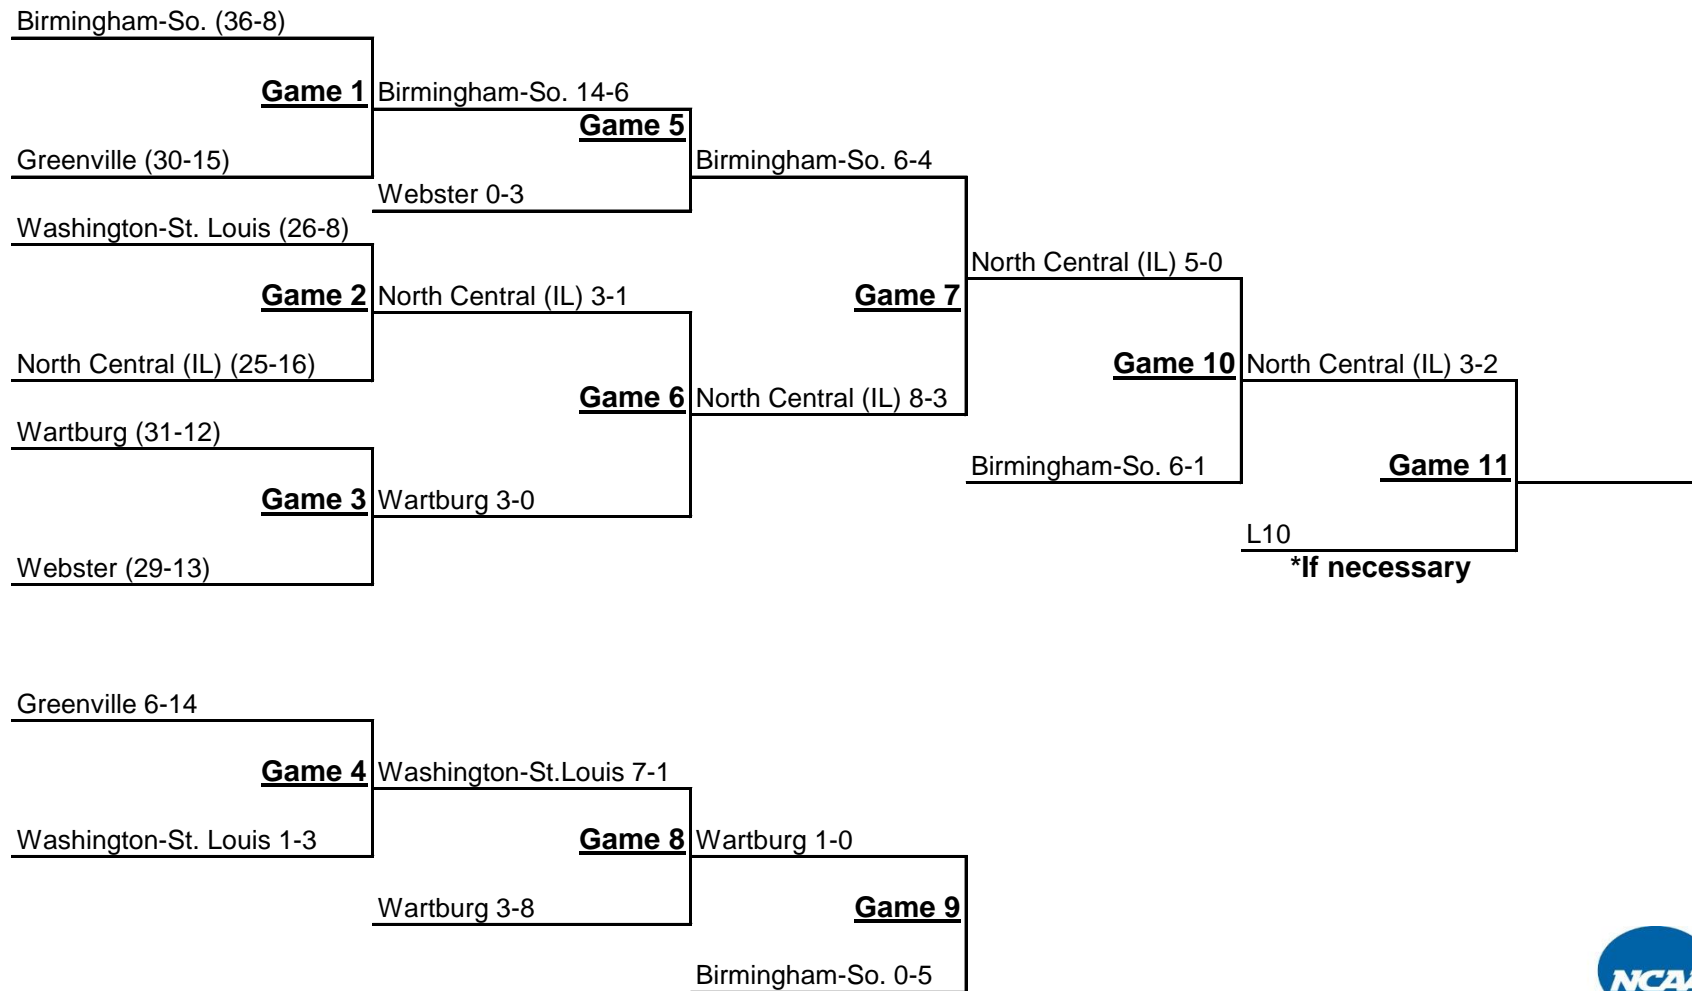 Birmingham-So. (36-8)
Game 1
Birmingham-So. 14-6
Game 5
Greenville (30-15)
Birmingham-So. 6-4
Webster 0-3
Washington-St. Louis (26-8)
North Central (IL) 5-0
Game 2
North Central (IL) 3-1
Game 7
North Central (IL) (25-16)
Game 10
North Central (IL) 3-2
Game 6
North Central (IL) 8-3
Wartburg (31-12)
Birmingham-So. 6-1
Game 11
Game 3
Wartburg 3-0
L10
Webster (29-13)
*If necessary
Greenville 6-14
Game 4
Washington-St.Louis 7-1
Washington-St. Louis 1-3
Game 8
Wartburg 1-0
Wartburg 3-8
Game 9
Birmingham-So. 0-5
NCAA